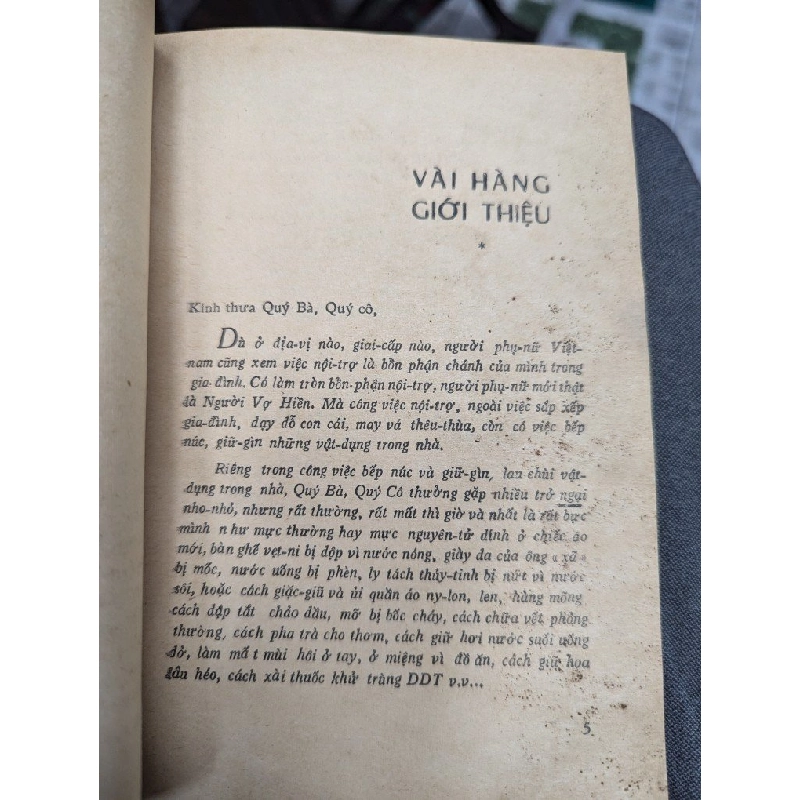 VÀI HÀNG
GIỚI THIỆU
*
Kính thưa Quý Bà, Quý cô,
Dù ở địa-vị nào, giai-cấp nào, người phụ-nữ Việt-
nam cũng xem việc nội-trợ là bồn phận chánh của mình trong
gia-đình. Có làm tròn bồn-phận nội-trợ, người phụ-nữ mới thật
là Người Vợ Hiền. Mà công việc nội-trợ, ngoài việc sắp xếp
gia-đình, dạy dỗ con cái, may vá thêu-thùa, còn có việc bếp
núc, giữ-gìn những vật-dụng trong nhà.
Riêng trong công việc bếp núc và giữ-gìn, lau chùi vật-
dụng trong nhà, Quý Bà, Quý Cô thường gặp nhiều trở ngại
nho-nhỏ, nhưng rất thường, rất mất thì giờ và nhất là rất bực
mình như mực thường hay mực nguyên-tử dính ở chiếc áo
mới, bàn ghế vẹt-ni bị dộp vì nước nóng, giày da của ông «xã»
bị mốc, nước uống bị phèn, ly tách thủy-tinh bị nứt vì nước
sôi, hoặc cách giặc-giũ và ủi quần áo ny-lon, len, hàng mỏng
cách dập tắt chảo dầu, mỡ bị bốc cháy, cách chữa vết phỏng
thường, cách pha trà cho thơm, cách giữ hơi nước suối uống
dở, làm mất mùi hôi ở tay, ở miệng vì đồ ăn, cách giữ hoa
lâu héo, cách xài thuốc khử trùng DDT v.v...
5